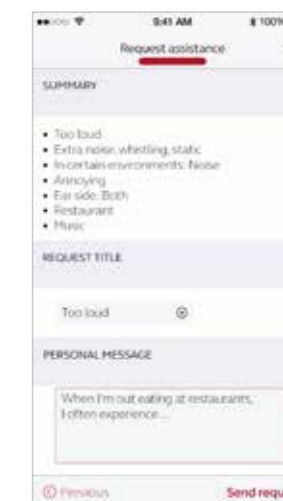 9:41 AM
100%
Request assistance
SUMMARY
• Too loud
• Extra noise: whistling, static
• In certain environments: Noise
• Annoying
• Ear side: Both
• Restaurant
• Music
REQUEST TITLE
Too loud
PERSONAL MESSAGE
When I'm out eating at restaurants,
I often experience ...
Previous
Send requ